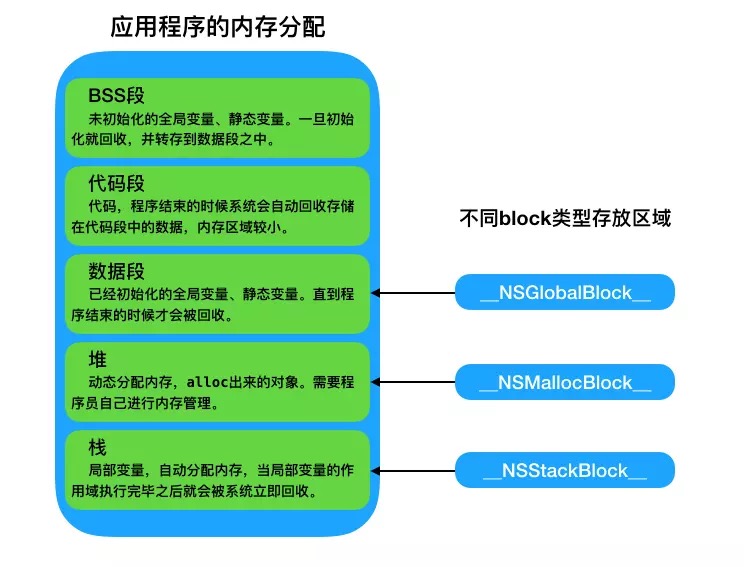 应用程序的内存分配
BSS段
未初始化的全局变量、静态变量。一旦初始
化就回收，并转存到数据段之中。
代码段
代码，程序结束的时候系统会自动回收存储
在代码段中的数据，内存区域较小。
数据段
已经初始化的全局变量、静态变量。直到程
序结束的时候才会被回收。
堆
动态分配内存，alloc出来的对象。需要程
序员自己进行内存管理。
栈
局部变量，自动分配内存，当局部变量的作
用域执行完毕之后就会被系统立即回收。
不同block类型存放区域
__NSGlobalBlock__
__NSMallocBlock__
__NSStackBlock__